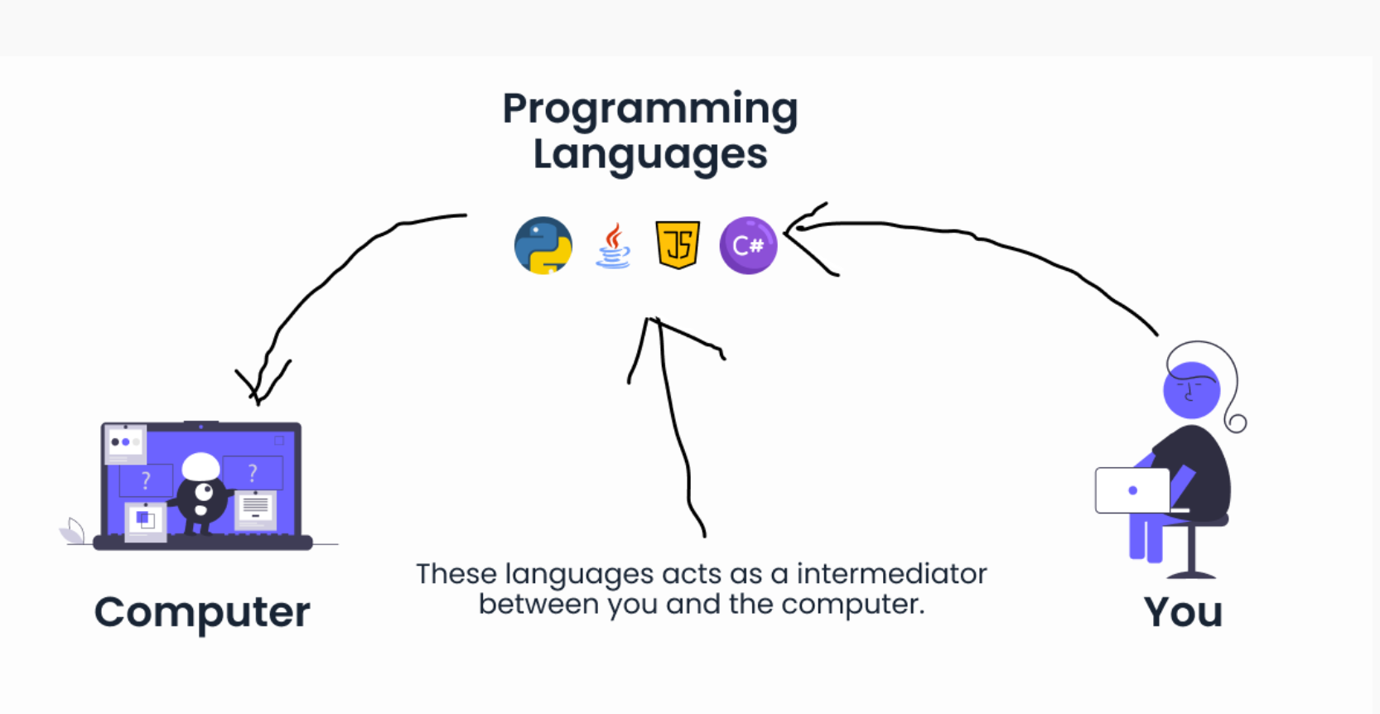 Programming
Languages
JS
C#
?
?
These languages acts as a intermediator
between you and the computer.
Computer
You